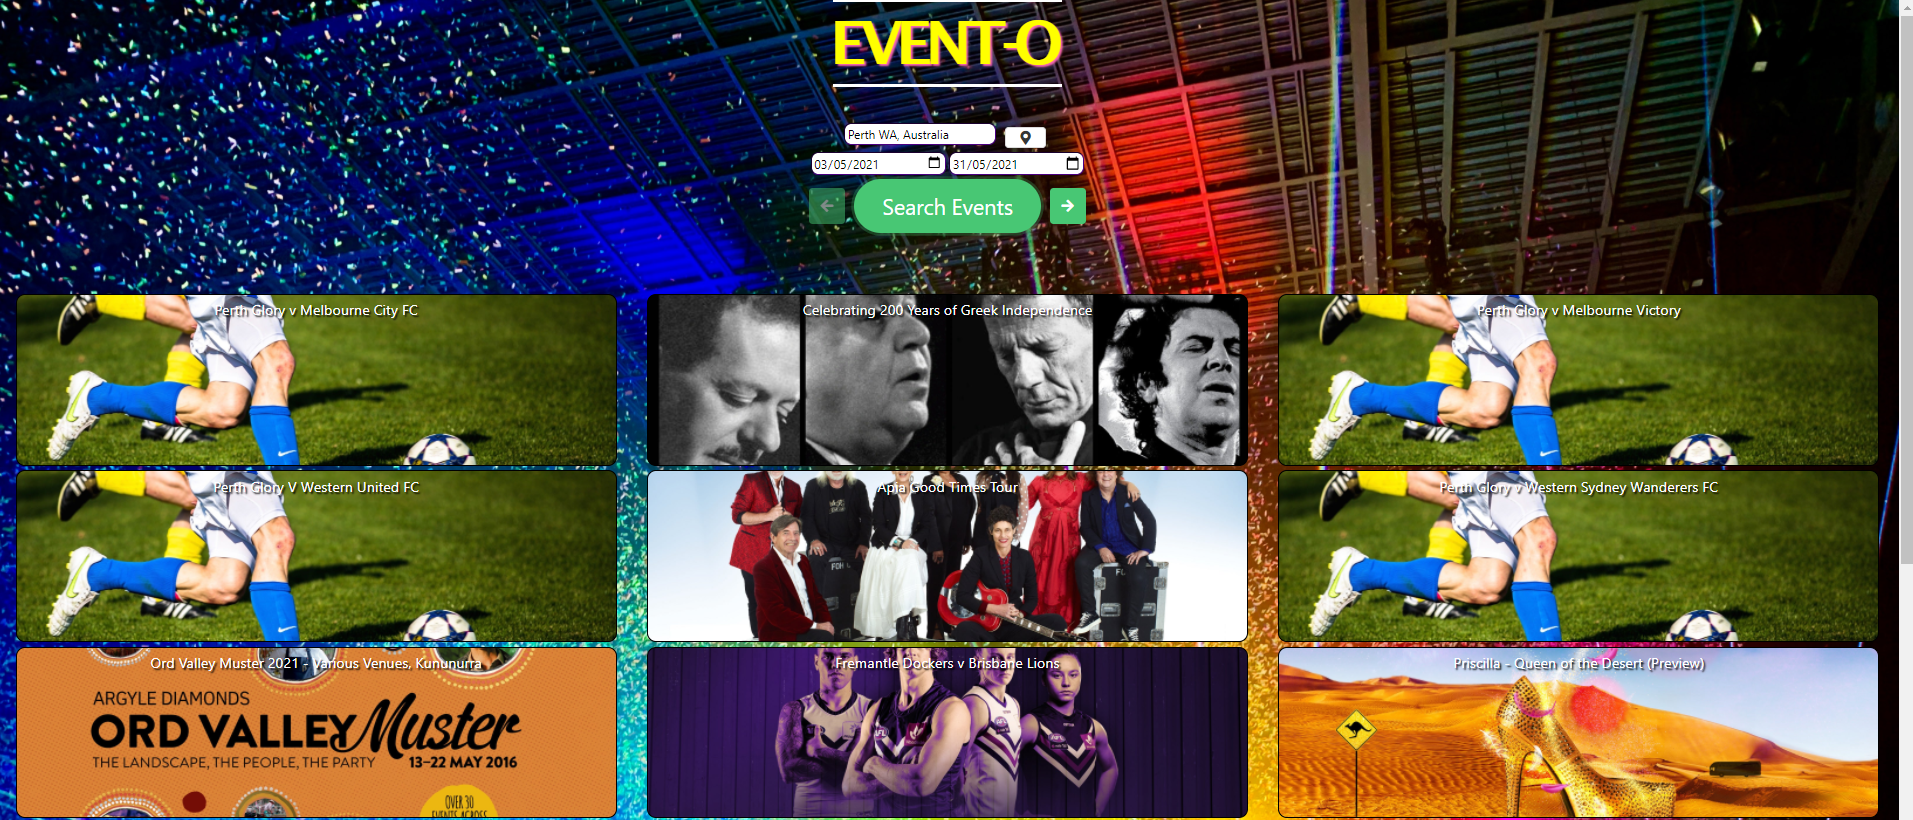 EVENT-O
Perth WA, Australia
03/05/2021 31/05/2021
Search Events
Perth Glory v Melbourne City FC
Celebrating 200 Years of Greek Independence
Perth Glory v Melbourne Victory
Perth Glory V Western United FC
Apia Good Times Tour
Perth Glory v Western Sydney Wanderers FC
Ord Valley Muster 2021 - Various Venues, Kununurra
ARGYLE DIAMONDS
ORD VALLEY Muster
THE LANDSCAPE, THE PEOPLE, THE PARTY 13–22 MAY 2016
OVER 30
EVENTS ACROSS
Fremantle Dockers v Brisbane Lions
AFL
AFL
Priscilla - Queen of the Desert (Preview)